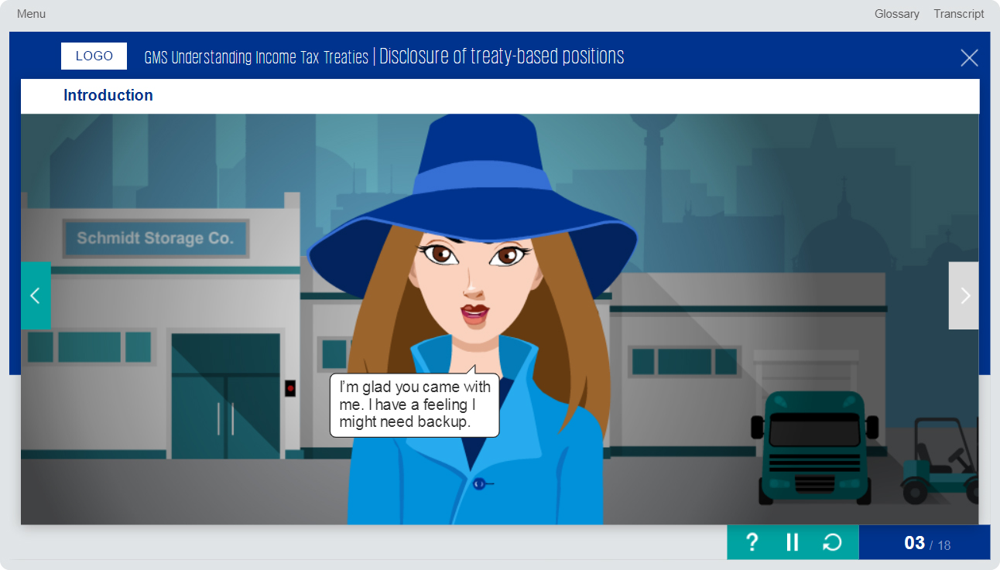 Menu
Glossary
Transcript
LOGO
GMS Understanding Income Tax Treaties | Disclosure of treaty-based positions
Introduction
Schmidt Storage Co.
I'm glad you came with
me. I have a feeling I
might need backup.
?
03 / 18